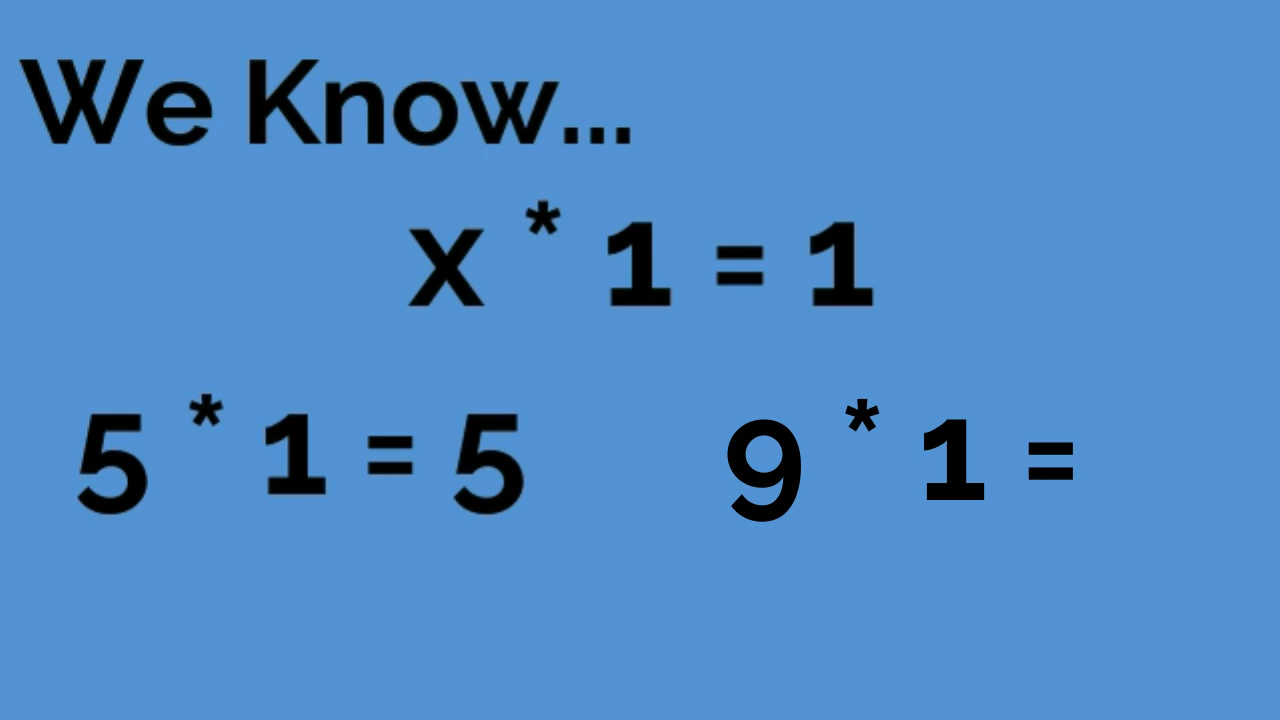 We Know...
x * 1 = 1
5 * 1 = 5 9 * 1 =